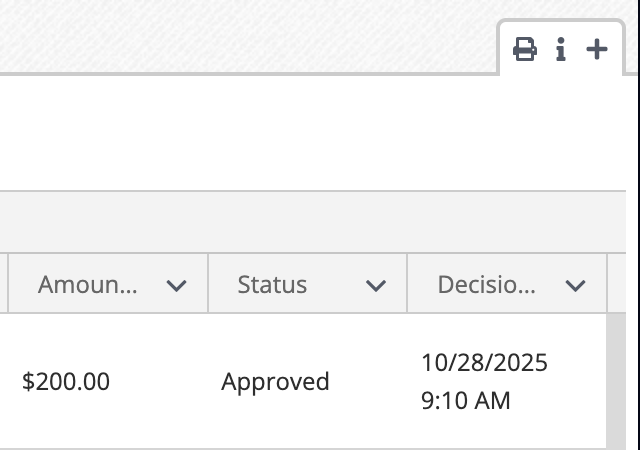 Amoun...
Status
Decisio...
$200.00
Approved
10/28/2025
9:10 AM